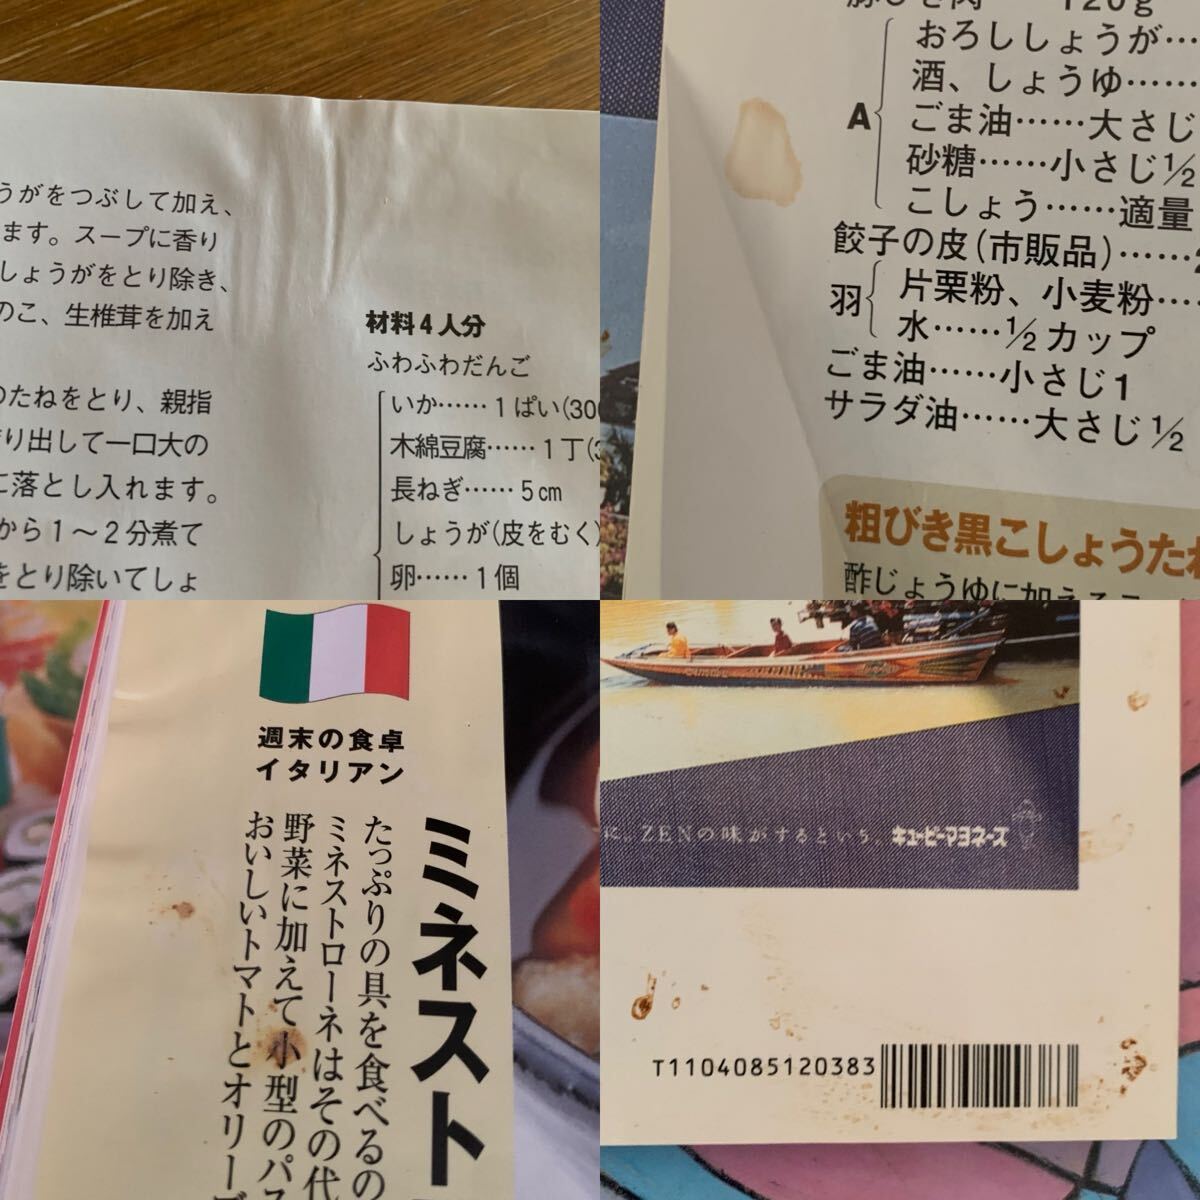 うがをつぶして加え、
ます。スープに香り
しょうがをとり除き、
のこ、生椎茸を加え
のたねをとり、親指
り出して一口大の
に落とし入れます。
から1〜2分煮て
をとり除いてしょ
材料4人分
ふわふわだんご
いか……1ぱい(300
木綿豆腐……1丁(3
長ねぎ……5cm
しょうが(皮をむく)
卵……1個
120g
A
おろししょうが…
酒、しょうゆ……
ごま油……大さじ
砂糖……小さじ½
こしょう……適量
餃子の皮(市販品)……2
羽
片栗粉、小麦粉……
水……½カップ
ごま油……小さじ1
サラダ油……大さじ½
粗びき黒こしょうたれ
酢じょうゆに加える
週末の食卓
イタリアン
ミネスト
たっぷりの具を食べるの
ミネストローネはその代
野菜に加えて小型のパス
おいしいトマトとオリーブ
に。ZENの味がするという。キユーピーマヨネーズ
T1104085120383